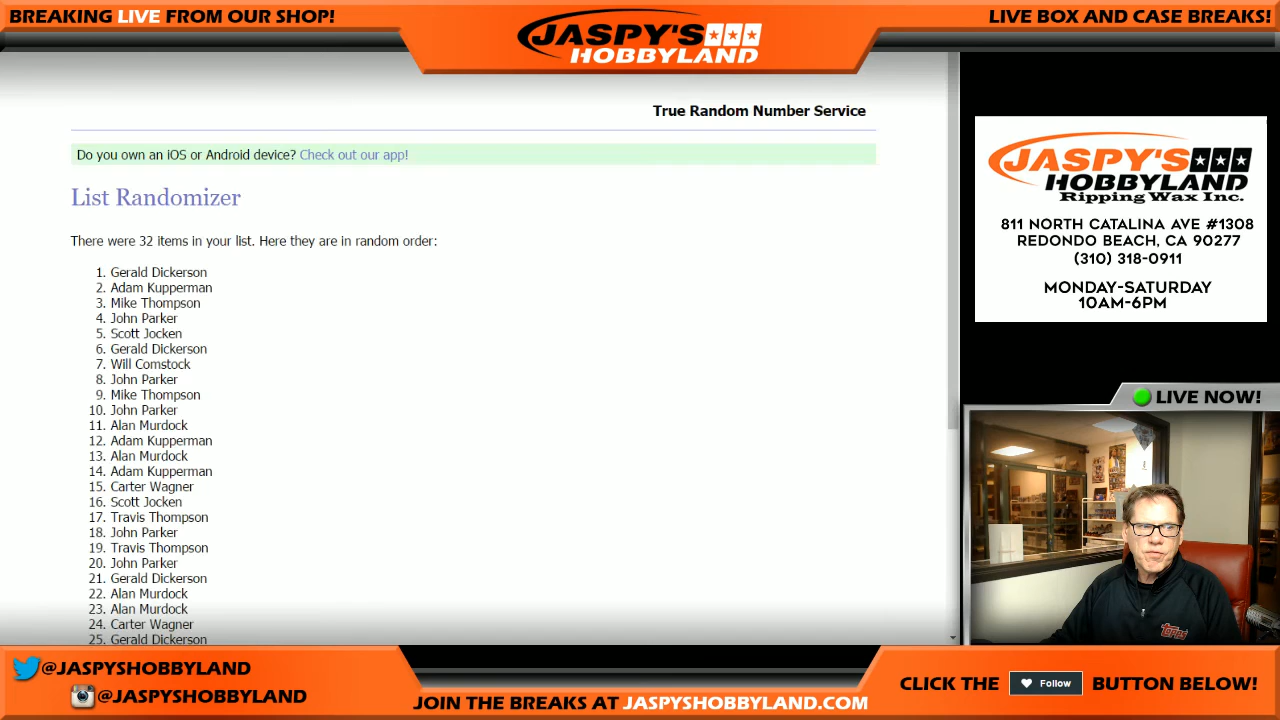 BREAKING LIVE FROM OUR SHOP!
JASPY'S
HOBBYLAND
LIVE BOX AND CASE BREAKS!
True Random Number Service
Do you own an iOS or Android device? Check out our app!
List Randomizer
There were 32 items in your list. Here they are in random order:
1. Gerald Dickerson
2. Adam Kupperman
3. Mike Thompson
4. John Parker
5. Scott Jocken
6. Gerald Dickerson
7. Will Comstock
8. John Parker
9. Mike Thompson
10. John Parker
11. Alan Murdock
12. Adam Kupperman
13. Alan Murdock
14. Adam Kupperman
15. Carter Wagner
16. Scott Jocken
17. Travis Thompson
18. John Parker
19. Travis Thompson
20. John Parker
21. Gerald Dickerson
22. Alan Murdock
23. Alan Murdock
24. Carter Wagner
25. Gerald Dickerson
JASPY'S
HOBBYLAND
Ripping Wax Inc.
811 NORTH CATALINA AVE #1308
REDONDO BEACH, CA 90277
(310) 318-0911
MONDAY-SATURDAY
10AM-6PM
LIVE NOW!
Topps
@JASPYSHOBBYLAND
@JASPYSHOBBYLAND
JOIN THE BREAKS AT JASPYSHOBBYLAND.COM
CLICK THE Follow BUTTON BELOW!